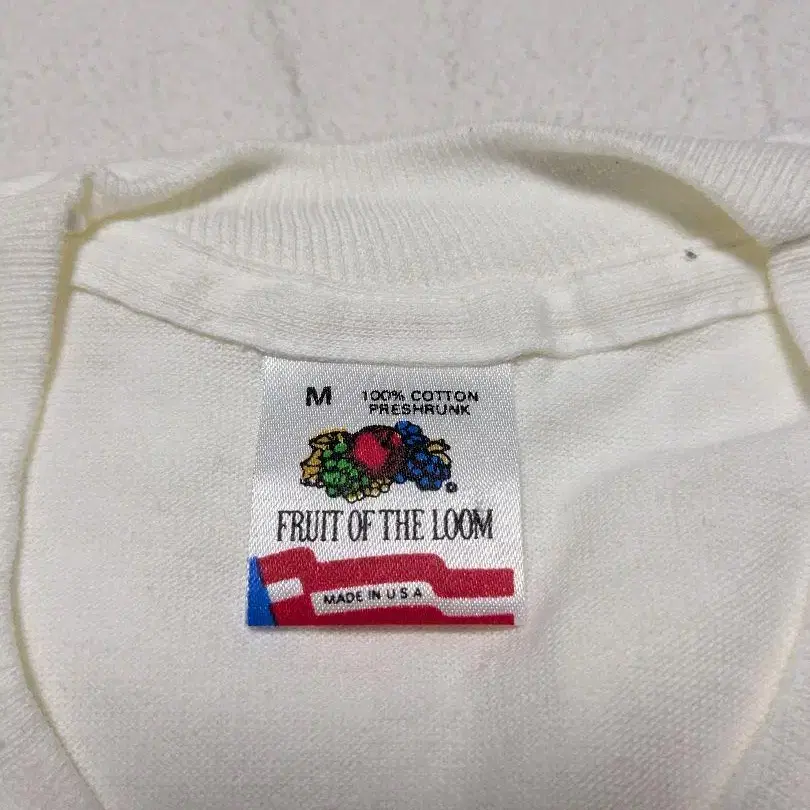 M 100% COTTON
PRESHRUNK
®
FRUIT OF THE LOOM
MADE IN U S A